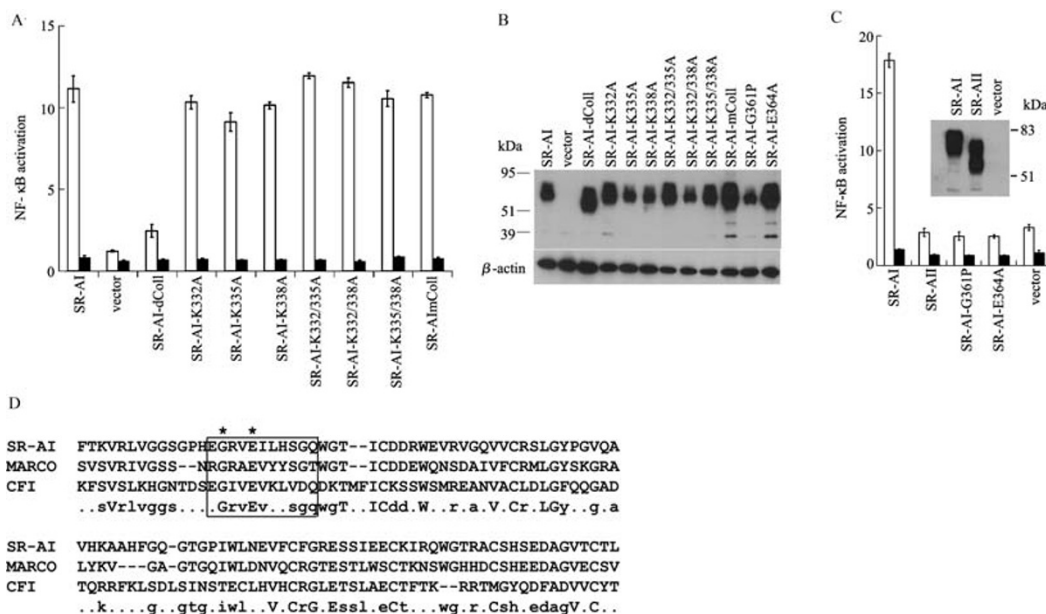 A
15
10
5
0
NF- κB activation
SR-AI
vector
SR-AI-dColl
SR-AI-K332A
SR-AI-K335A
SR-AI-K338A
SR-AI-K332/335A
SR-AI-K332/338A
SR-AI-K335/338A
SR-AImColl
B
SR-AI
vector
SR-AI-dColl
SR-AI-K332A
SR-AI-K335A
SR-AI-K338A
SR-AI-K332/335A
SR-AI-K332/338A
SR-AI-K335/338A
SR-AI-mColl
SR-AI-G361P
SR-AI-E364A
kDa
95
51
39
β-actin
C
20
15
10
5
0
NF-κB activation
SR-AI
SR-AII
vector
kDa
83
51
SR-AI
SR-AII
SR-AI-G361P
SR-AI-E364A
vector
D
* *
SR-AI FTKVRLVGGSGPHEGRVEILHSGQWGT--ICDDRWEVRVGQVVCRSLGYPGVQA
MARCO SVSVRIVGSS--NRGRAEVYYSGTWGT--ICDDEWQNSDAIVFCRMLGYSKGRA
CFI KFSVSLKHGNTDSEGIVEVKLVDQDKTMFICKSSWSMREANVACLDLGFQQGAD
..sVrlvggs....GrvEv..sgqwgT..ICdd.W..r.a.V.Cr.LGy..g.a
SR-AI VHKAAHFGQ-GTGPIWLNEVFCFGRESSIEECKIRQWGTRACSHSEDAGVTCTL
MARCO LYKV---GA-GTGQIWLDNVQCRGTESTLWSCTKNSWGHHDCSHEEDAGVECSV
CFI TQRRFKLSDLSINSTECLHVHCRGLETSLAECTFTK--RRTMGYQDFADVVCYT
..k....g..gtg.iwl..V.CrG.Essl.eCt...wg.r.Csh.edagV.C..